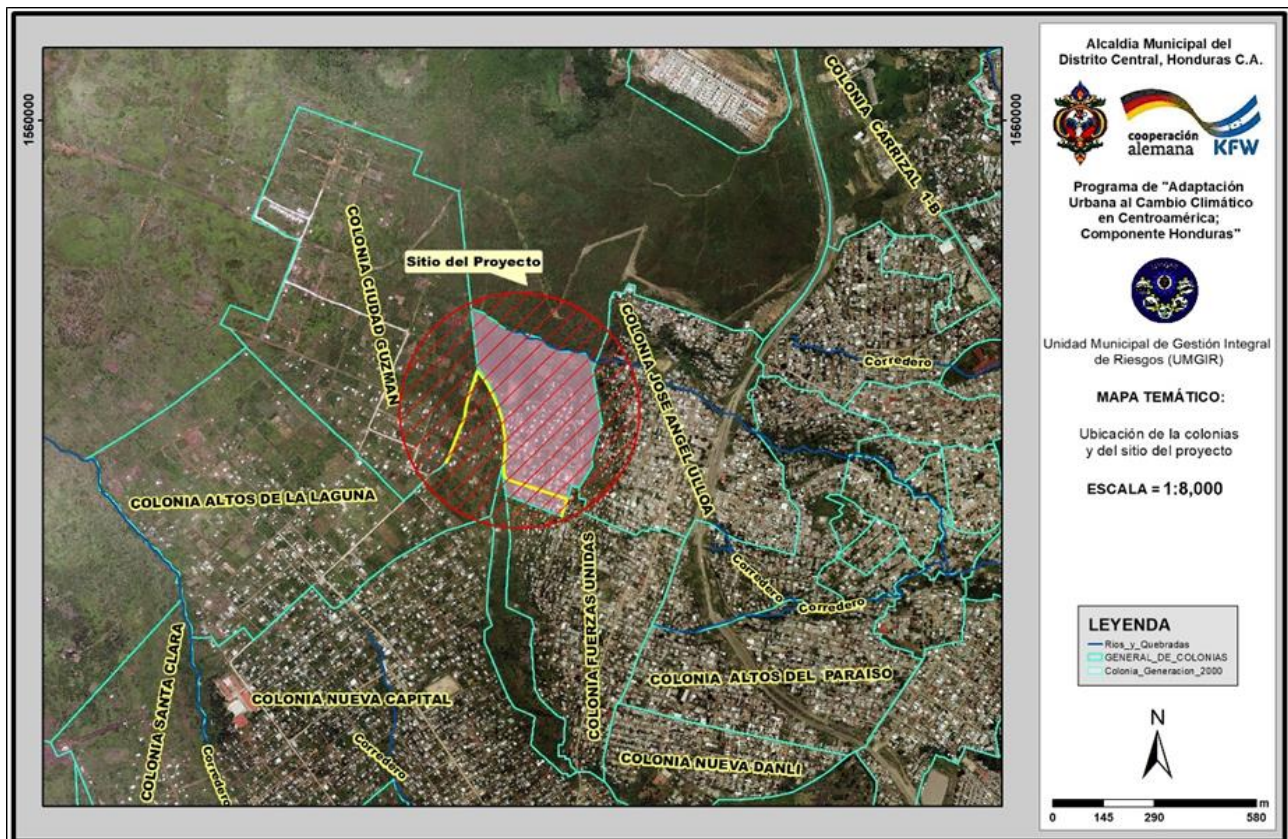 1560000
1560000
COLONIA CARRIZAL 1-B
COLONIA CIUDAD GUZMAN
Sitio del Proyecto
COLONIA JOSE ANGEL ULLOA
Corredero
COLONIA ALTOS DE LA LAGUNA
COLONIA FUERZAS UNIDAS
Corredero
Corredero
COLONIA SANTA CLARA
COLONIA NUEVA CAPITAL
COLONIA ALTOS DEL PARAISO
Corredero
Corredero
COLONIA NUEVA DANLI
Alcaldia Municipal del
Distrito Central, Honduras C.A.
cooperación
alemana
KFW
Programa de "Adaptación
Urbana al Cambio Climático
en Centroamérica;
Componente Honduras"
Unidad Municipal de Gestión Integral
de Riesgos (UMGIR)
MAPA TEMÁTICO:
Ubicación de la colonias
y del sitio del proyecto
ESCALA = 1:8,000
LEYENDA
Rios_y_Quebradas
GENERAL_DE_COLONIAS
Colonia_Generacion_2000
N
m
0 145 290 580